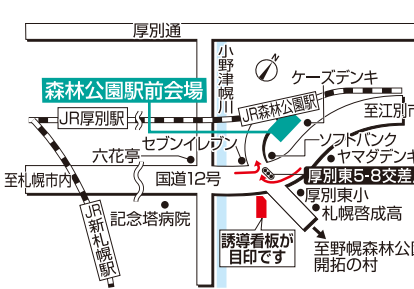 厚別通
小野津幌川
森林公園駅前会場
ケーズデンキ
JR森林公園駅
至江別市
JR厚別駅
セブンイレブン
ソフトバンク
ヤマダデンキ
六花亭
至札幌市内
国道12号
厚別東5-8交差
厚別東小
札幌啓成高
JR新札幌駅
記念塔病院
誘導看板が
目印です
至野幌森林公
開拓の村